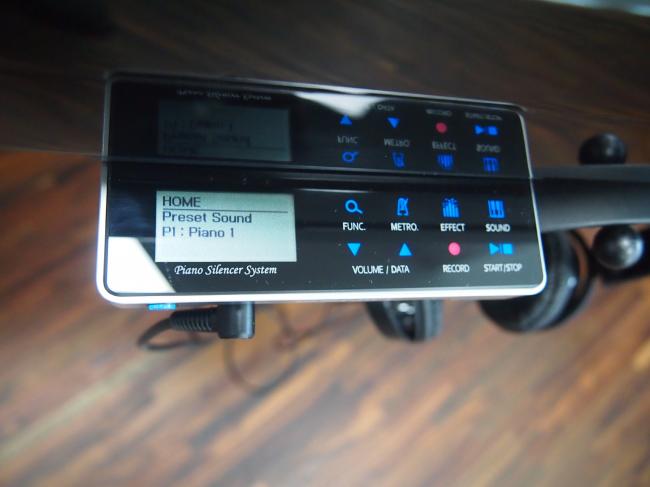 HOME
Preset Sound
P1 : Piano 1
FUNC. METRO. EFFECT SOUND
VOLUME / DATA RECORD START/STOP
Piano Silencer System